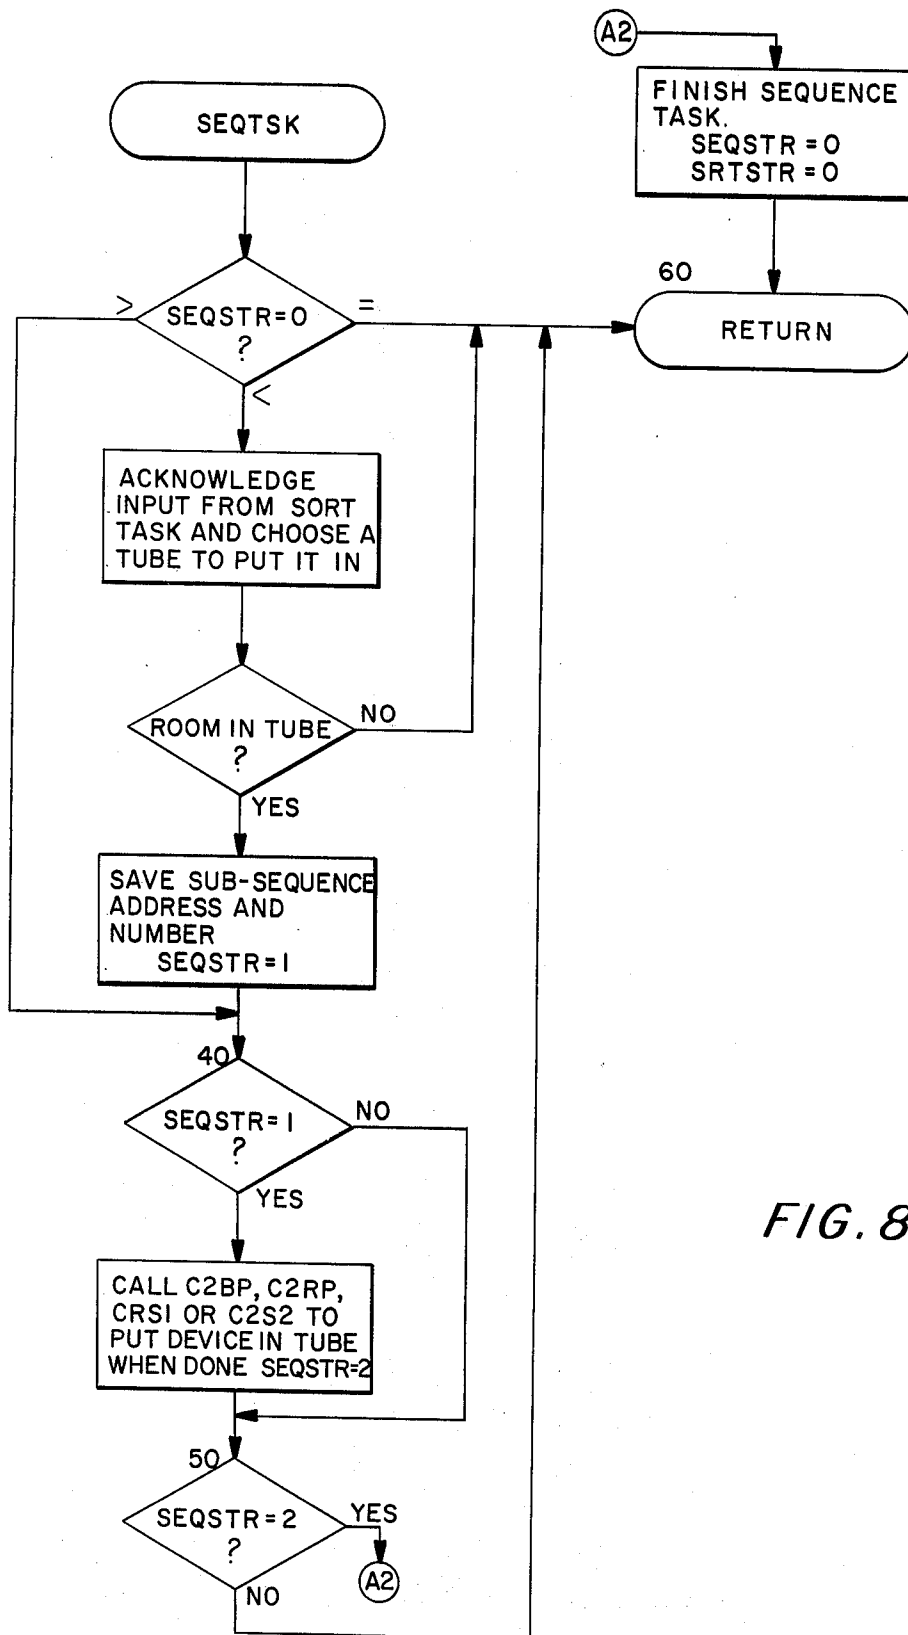 A2
FINISH SEQUENCE
TASK.
SEQSTR=0
SRTSTR=0
60
RETURN
SEQTSK
>
SEQSTR=0
?
=
<
ACKNOWLEDGE
INPUT FROM SORT
TASK AND CHOOSE A
TUBE TO PUT IT IN
ROOM IN TUBE
?
NO
YES
SAVE SUB-SEQUENCE
ADDRESS AND
NUMBER
SEQSTR=1
40
SEQSTR=1
?
NO
YES
CALL C2BP, C2RP,
CRS1 OR C2S2 TO
PUT DEVICE IN TUBE
WHEN DONE SEQSTR=2
50
SEQSTR=2
?
YES
A2
NO
FIG. 8